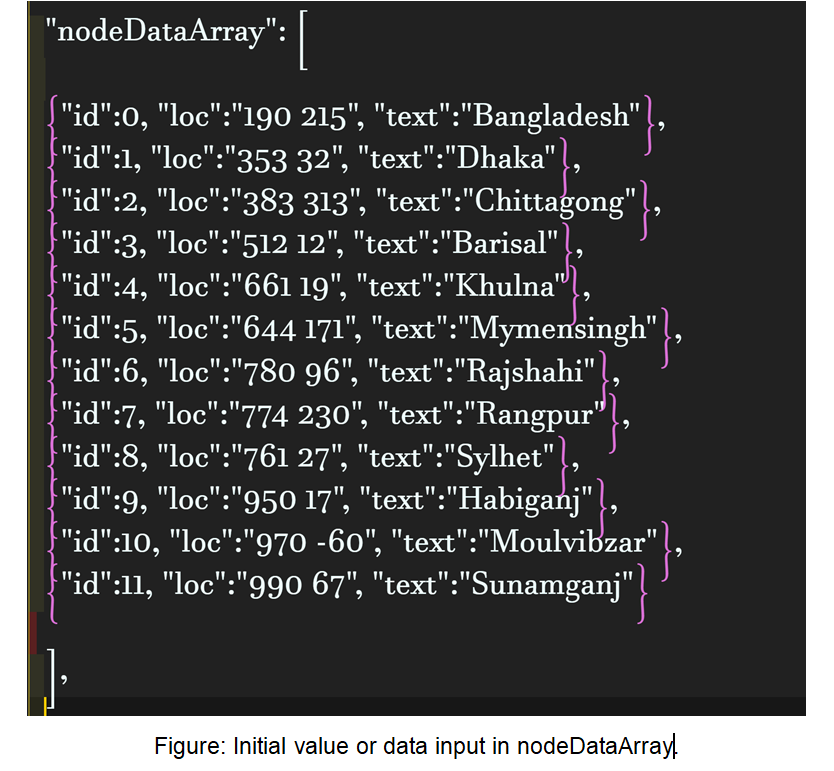 "nodeDataArray": [
{"id":0, "loc":"190 215", "text":"Bangladesh"},
{"id":1, "loc":"353 32", "text":"Dhaka"},
{"id":2, "loc":"383 313", "text":"Chittagong"},
{"id":3, "loc":"512 12", "text":"Barisal"},
{"id":4, "loc":"661 19", "text":"Khulna"},
{"id":5, "loc":"644 171", "text":"Mymensingh"},
{"id":6, "loc":"780 96", "text":"Rajshahi"},
{"id":7, "loc":"774 230", "text":"Rangpur"},
{"id":8, "loc":"761 27", "text":"Sylhet"},
{"id":9, "loc":"950 17", "text":"Habiganj"},
{"id":10, "loc":"970 -60", "text":"Moulvibzar"},
{"id":11, "loc":"990 67", "text":"Sunamganj"}
],
Figure: Initial value or data input in nodeDataArray.